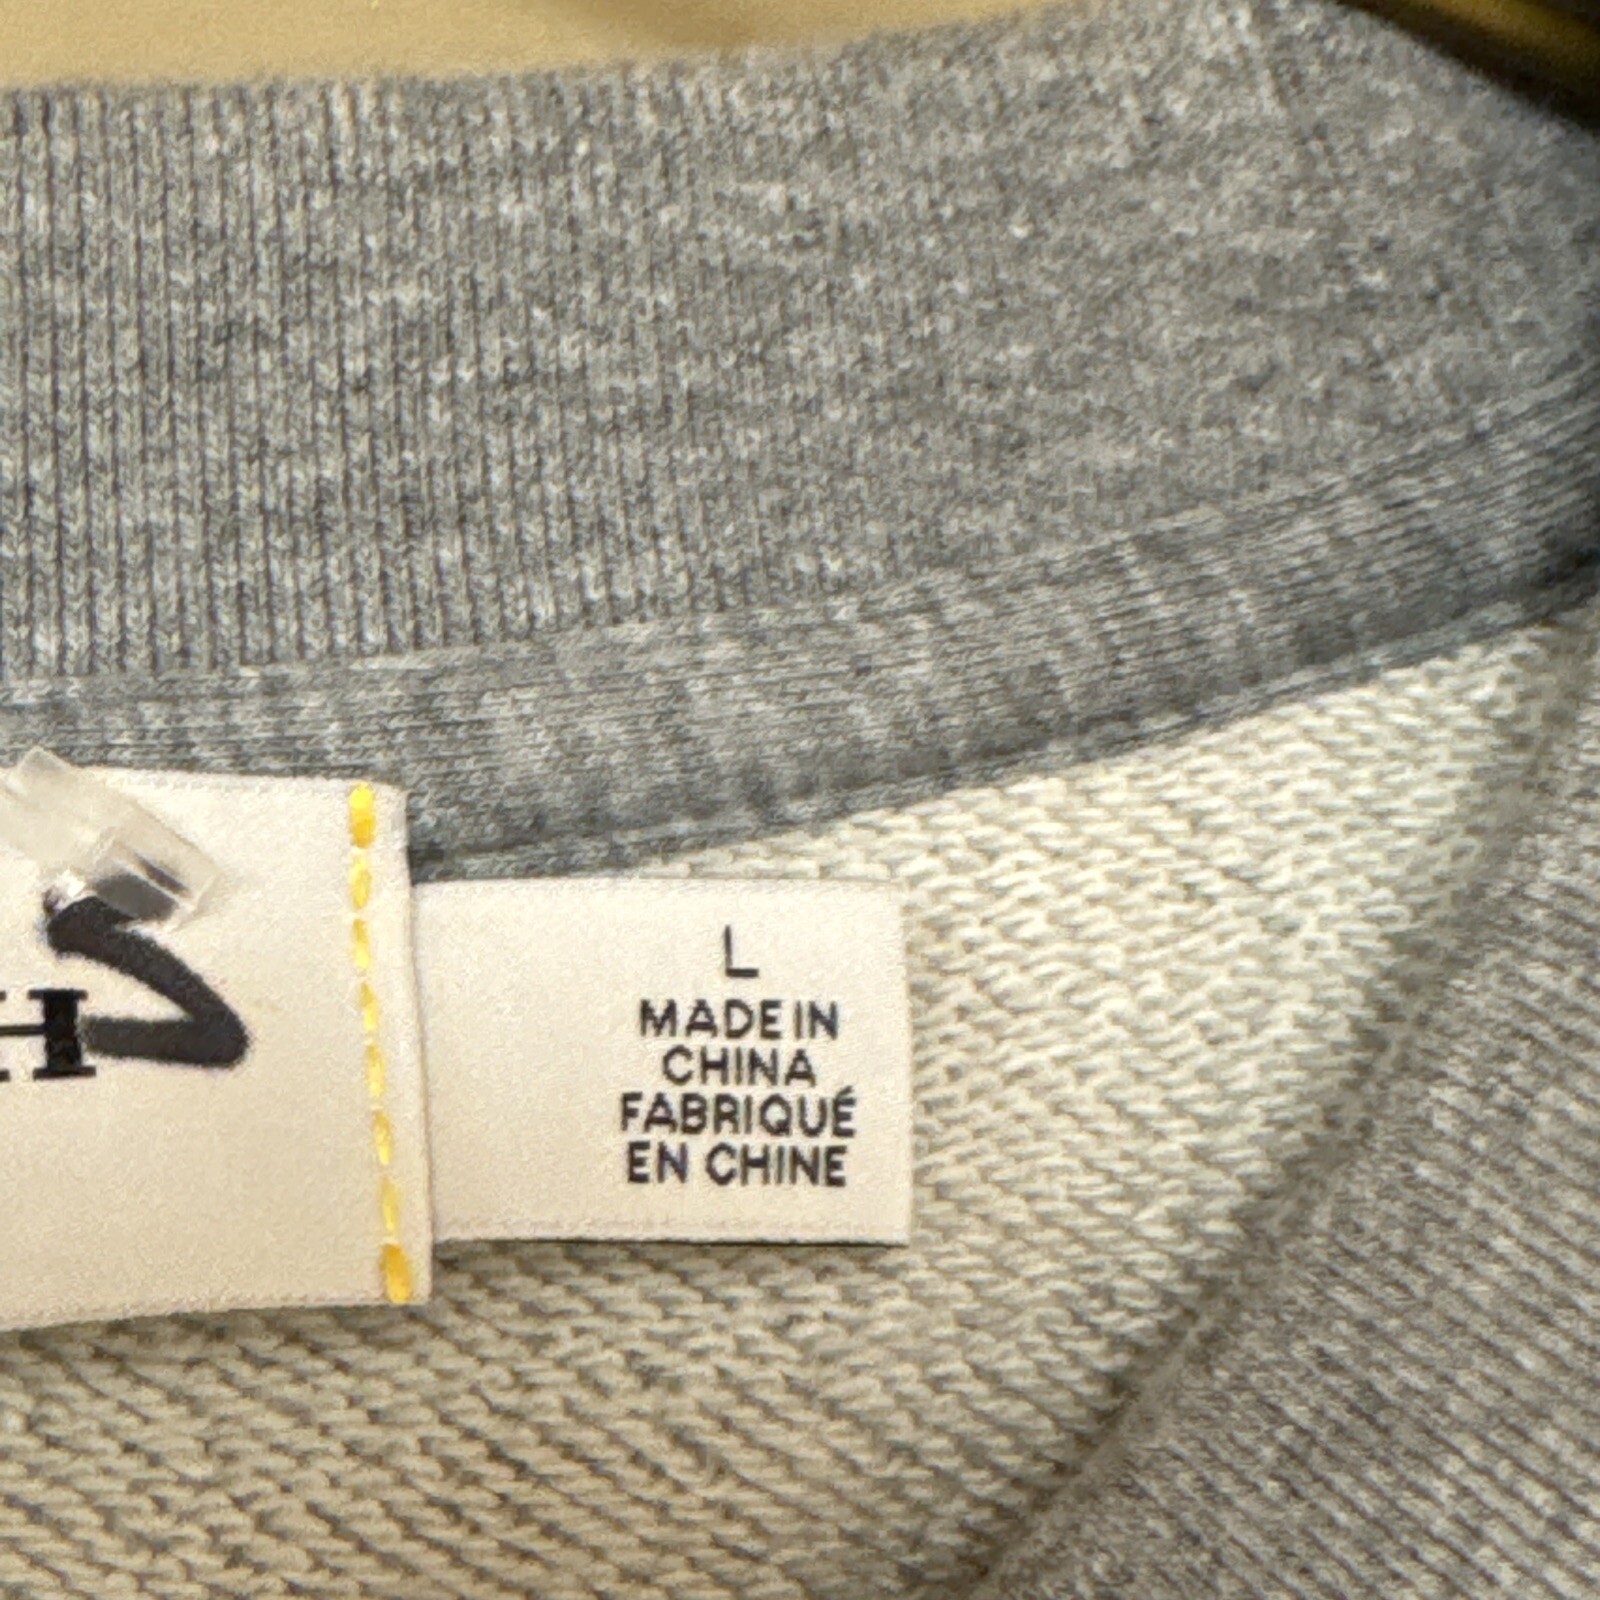 H
L
MADE IN
CHINA
FABRIQUÉ
EN CHINE